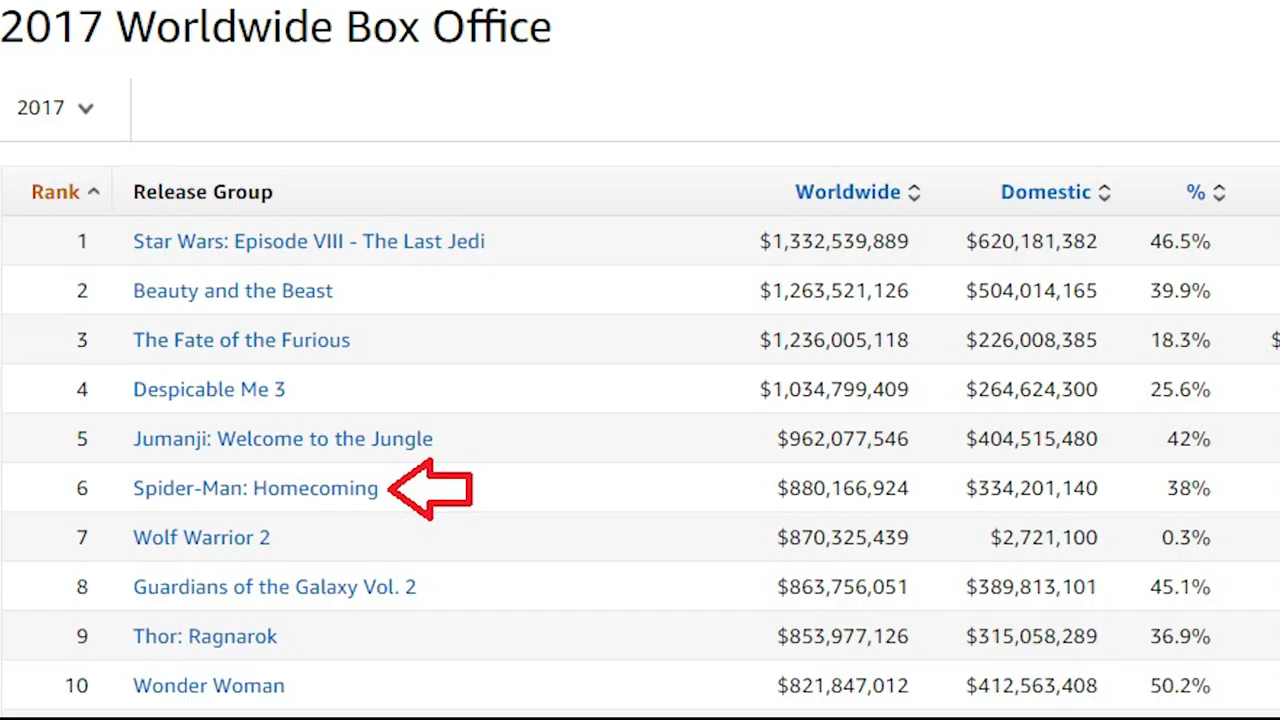 2017 Worldwide Box Office
2017
Rank Release Group Worldwide Domestic %
1 Star Wars: Episode VIII - The Last Jedi $1,332,539,889 $620,181,382 46.5%
2 Beauty and the Beast $1,263,521,126 $504,014,165 39.9%
3 The Fate of the Furious $1,236,005,118 $226,008,385 18.3% $
4 Despicable Me 3 $1,034,799,409 $264,624,300 25.6%
5 Jumanji: Welcome to the Jungle $962,077,546 $404,515,480 42%
6 Spider-Man: Homecoming $880,166,924 $334,201,140 38%
7 Wolf Warrior 2 $870,325,439 $2,721,100 0.3%
8 Guardians of the Galaxy Vol. 2 $863,756,051 $389,813,101 45.1%
9 Thor: Ragnarok $853,977,126 $315,058,289 36.9%
10 Wonder Woman $821,847,012 $412,563,408 50.2%